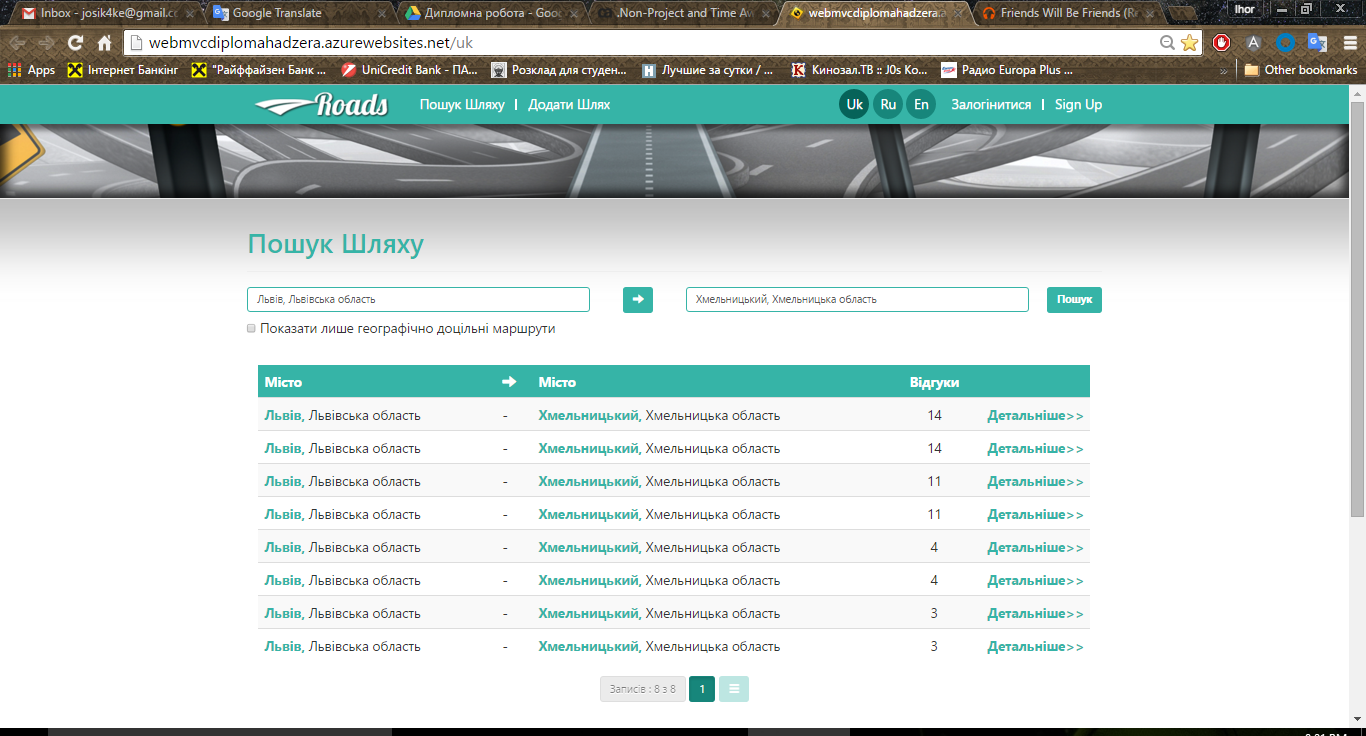 Inbox - josik4ke@gmail.c
Google Translate
Дипломна робота - Goo
.Non-Project and Time Av
webmvcdiplomahadzera.a
Friends Will Be Friends (Re
Ihor
webmvcdiplomahadzera.azurewebsites.net/uk
Apps
Інтернет Банкінг
"Райффайзен Банк ...
UniCredit Bank - ПА...
Розклад для студен...
Лучшие за сутки / ...
Кинозал.ТВ :: J0s Ko...
Радио Europa Plus ...
»
Other bookmarks
Roads Пошук Шляху | Додати Шлях Uk Ru En Залогінитися | Sign Up
Пошук Шляху
Львів, Львівська область Хмельницький, Хмельницька область Пошук
Показати лише географічно доцільні маршрути
Місто Місто Відгуки
Львів, Львівська область - Хмельницький, Хмельницька область 14 Детальніше>>
Львів, Львівська область - Хмельницький, Хмельницька область 14 Детальніше>>
Львів, Львівська область - Хмельницький, Хмельницька область 11 Детальніше>>
Львів, Львівська область - Хмельницький, Хмельницька область 11 Детальніше>>
Львів, Львівська область - Хмельницький, Хмельницька область 4 Детальніше>>
Львів, Львівська область - Хмельницький, Хмельницька область 4 Детальніше>>
Львів, Львівська область - Хмельницький, Хмельницька область 3 Детальніше>>
Львів, Львівська область - Хмельницький, Хмельницька область 3 Детальніше>>
Записів : 8 з 8 1